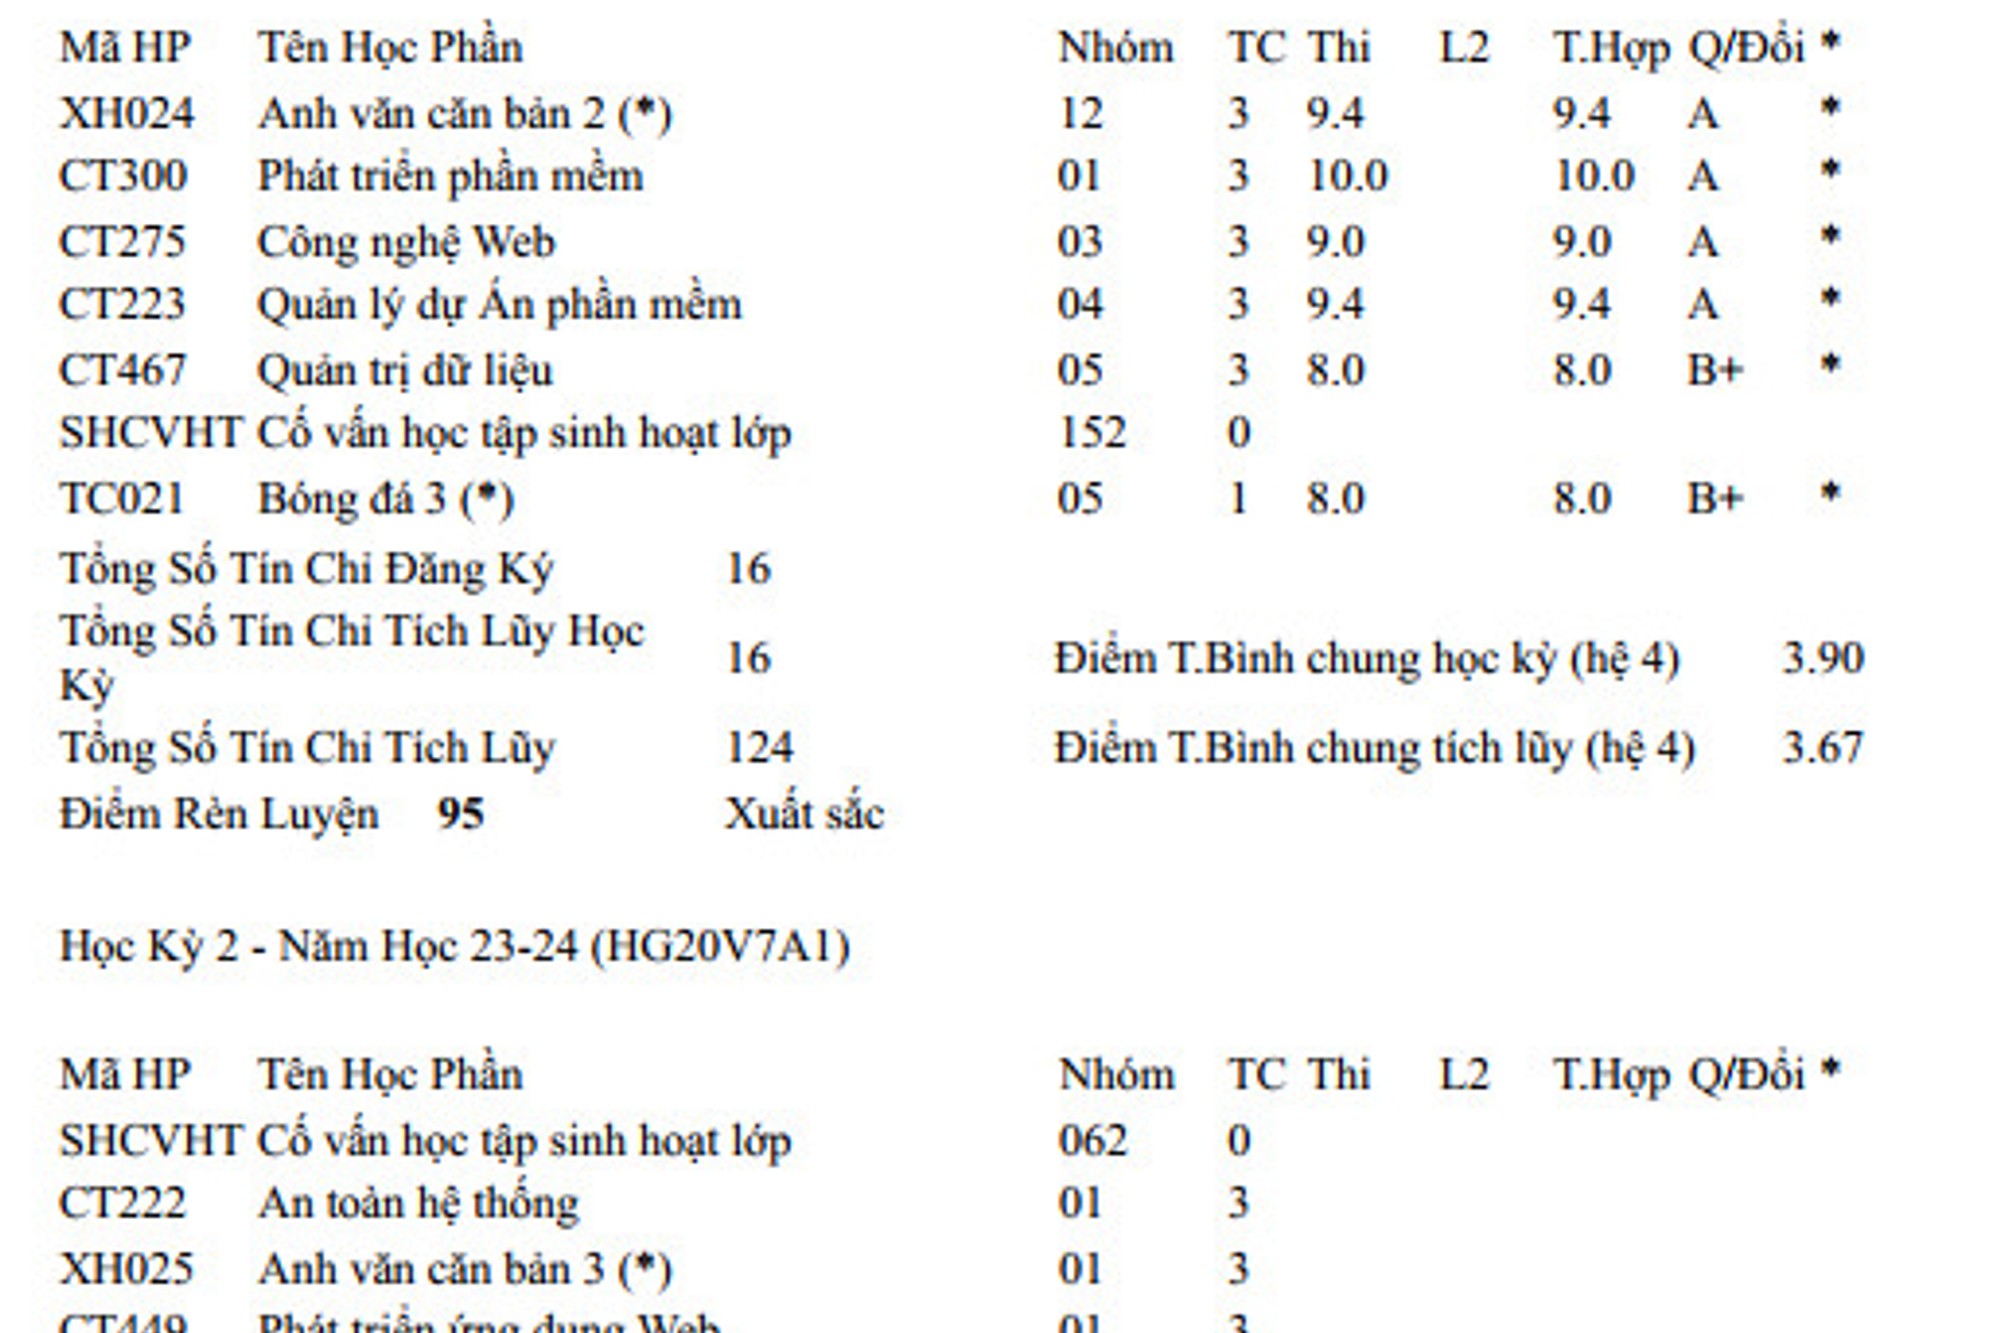 Mã HP Tên Học Phần Nhóm TC Thi L2 T.Hợp Q/Đổi *
XH024 Anh văn căn bản 2 (*) 12 3 9.4 9.4 A *
CT300 Phát triển phần mềm 01 3 10.0 10.0 A *
CT275 Công nghệ Web 03 3 9.0 9.0 A *
CT223 Quản lý dự Án phần mềm 04 3 9.4 9.4 A *
CT467 Quản trị dữ liệu 05 3 8.0 8.0 B+ *
SHCVHT Cố vấn học tập sinh hoạt lớp 152 0
TC021 Bóng đá 3 (*) 05 1 8.0 8.0 B+ *
Tổng Số Tín Chỉ Đăng Ký 16
Tổng Số Tín Chỉ Tích Lũy Học
Kỳ 16 Điểm T.Bình chung học kỳ (hệ 4) 3.90
Tổng Số Tín Chỉ Tích Lũy 124 Điểm T.Bình chung tích lũy (hệ 4) 3.67
Điểm Rèn Luyện 95 Xuất sắc
Học Kỳ 2 - Năm Học 23-24 (HG20V7A1)
Mã HP Tên Học Phần Nhóm TC Thi L2 T.Hợp Q/Đổi *
SHCVHT Cố vấn học tập sinh hoạt lớp 062 0
CT222 An toàn hệ thống 01 3
XH025 Anh văn căn bản 3 (*) 01 3
CT449 Phát triển ứng dụng Web 01 3